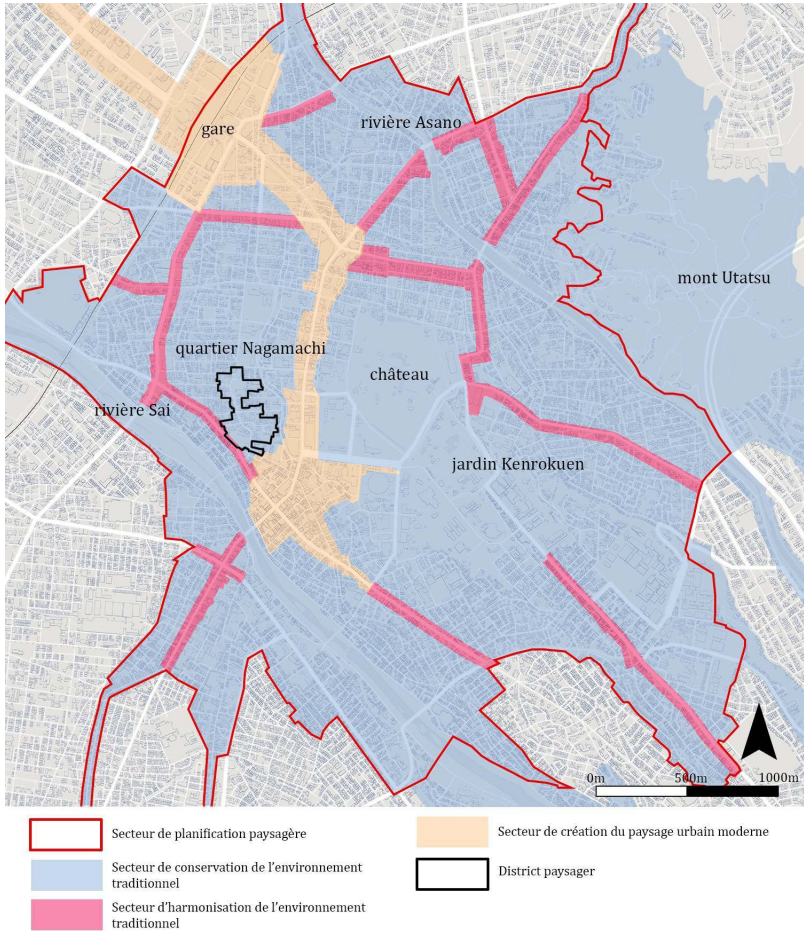 gare
rivière Asano
mont Utatsu
quartier Nagamachi
château
rivière Sai
jardin Kenrokuen
0m 500m 1000m
Secteur de planification paysagère
Secteur de conservation de l'environnement
traditionnel
Secteur d'harmonisation de l'environnement
traditionnel
Secteur de création du paysage urbain moderne
District paysager